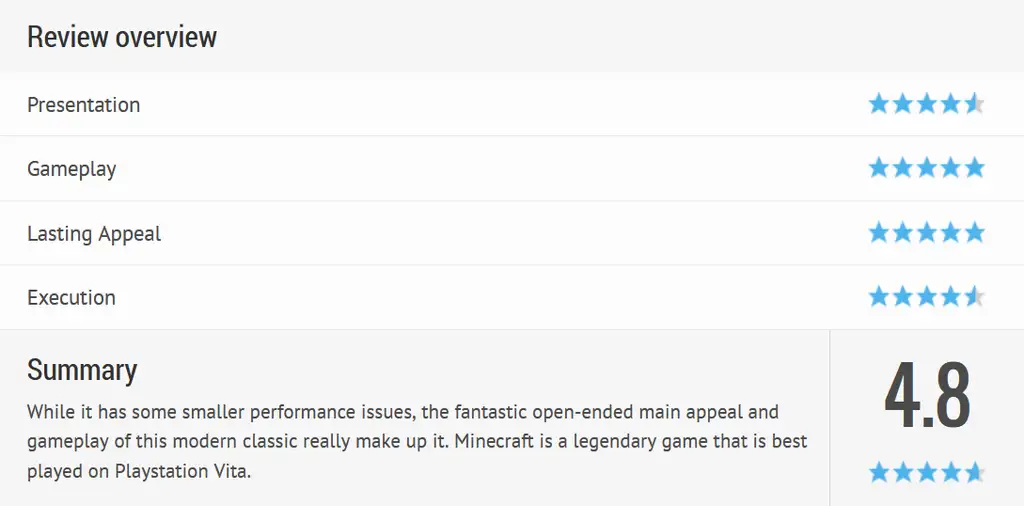 Review overview
Presentation
Gameplay
Lasting Appeal
Execution
Summary
While it has some smaller performance issues, the fantastic open-ended main appeal and
gameplay of this modern classic really make up it. Minecraft is a legendary game that is best
played on Playstation Vita.
4.8